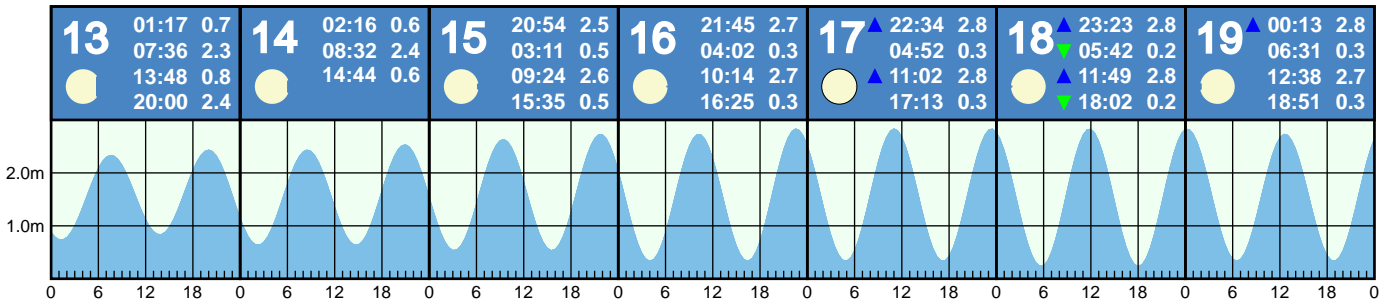 13
01:17 0.7
07:36 2.3
13:48 0.8
20:00 2.4
14
02:16 0.6
08:32 2.4
14:44 0.6
15
20:54 2.5
03:11 0.5
09:24 2.6
15:35 0.5
16
21:45 2.7
04:02 0.3
10:14 2.7
16:25 0.3
17
▲ 22:34 2.8
04:52 0.3
▲ 11:02 2.8
17:13 0.3
18
▲ 23:23 2.8
▼ 05:42 0.2
▲ 11:49 2.8
▼ 18:02 0.2
19
▲ 00:13 2.8
06:31 0.3
12:38 2.7
18:51 0.3
2.0m
1.0m
0 6 12 18 0 6 12 18 0 6 12 18 0 6 12 18 0 6 12 18 0 6 12 18 0 6 12 18 0